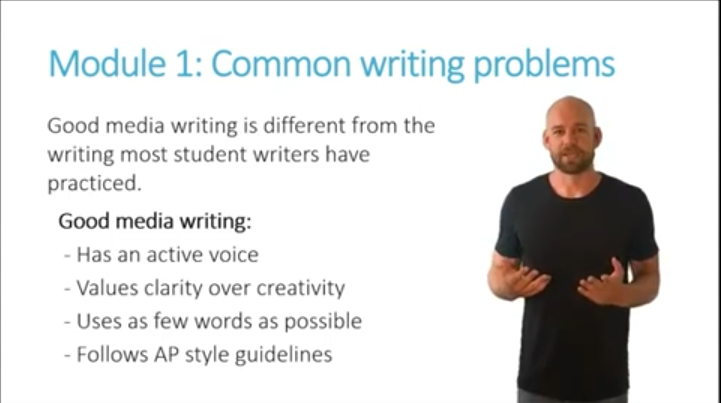 Module 1: Common writing problems
Good media writing is different from the
writing most student writers have
practiced.
Good media writing:
- Has an active voice
- Values clarity over creativity
- Uses as few words as possible
- Follows AP style guidelines